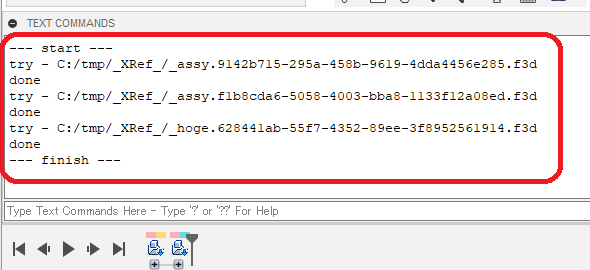 TEXT COMMANDS
--- start ---
try - C:/tmp/_XRef_/_assy.9142b715-295a-458b-9619-4dda4456e285.f3d
done
try - C:/tmp/_XRef_/_assy.f1b8cda6-5058-4003-bba8-1133f12a08ed.f3d
done
try - C:/tmp/_XRef_/_hoge.628441ab-55f7-4352-89ee-3f8952561914.f3d
done
--- finish ---
Type Text Commands Here - Type '?' or '??' For Help